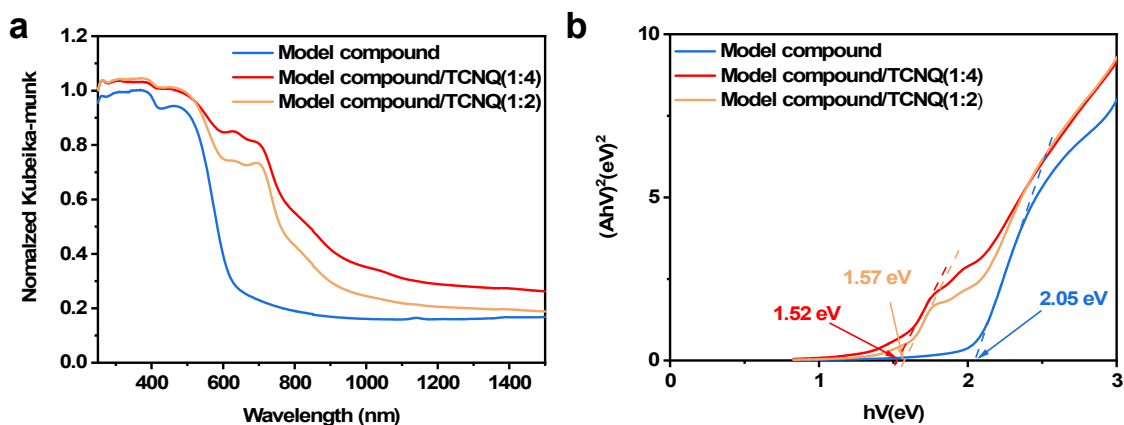 a
Nomalzed Kubeika-munk
1.2
1.0
0.8
0.6
0.4
0.2
0.0
Model compound
Model compound/TCNQ(1:4)
Model compound/TCNQ(1:2)
400 600 800 1000 1200 1400
Wavelength (nm)
b
(AhV)²(eV)²
10
5
0
Model compound
Model compound/TCNQ(1:4)
Model compound/TCNQ(1:2)
1.57 eV
1.52 eV
2.05 eV
0 1 2 3
hV(eV)